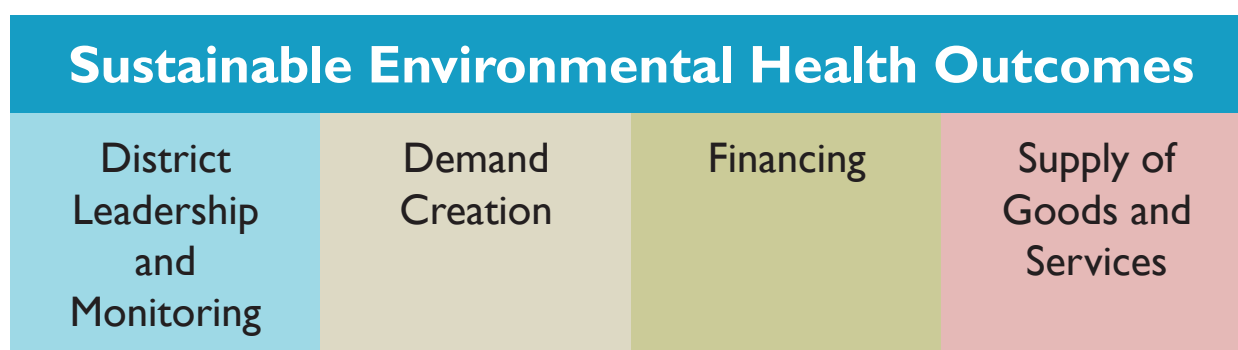 Sustainable Environmental Health Outcomes
District
Leadership
and
Monitoring
Demand
Creation
Financing
Supply of
Goods and
Services